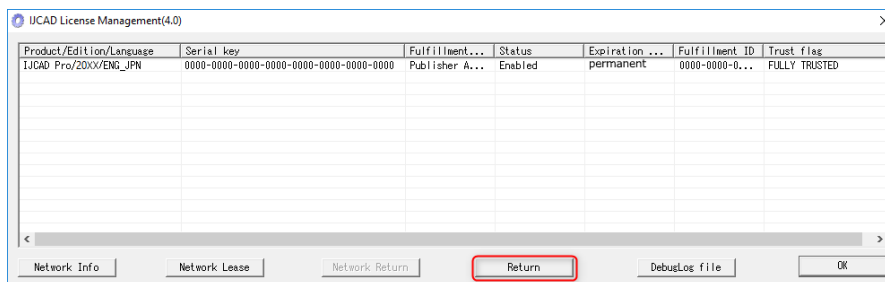 IJCAD License Management(4.0)
Product/Edition/Language Serial key Fulfillment... Status Expiration ... Fulfillment ID Trust flag
IJCAD Pro/20XX/ENG_JPN 0000-0000-0000-0000-0000-0000-0000-0000 Publisher A... Enabled permanent 0000-0000-0... FULLY TRUSTED
Network Info Network Lease Network Return Return DebugLog file OK